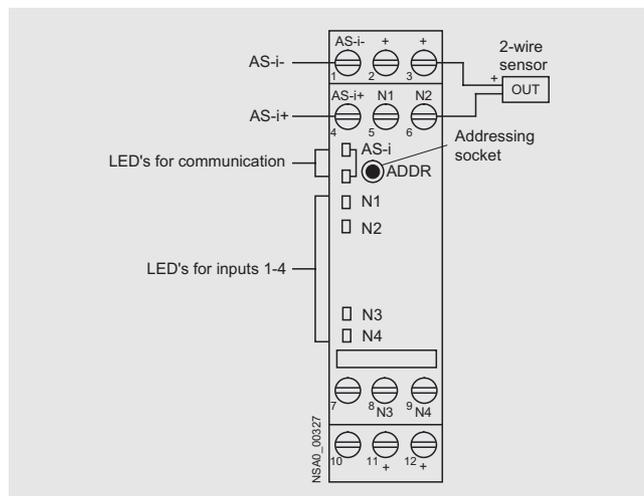 AS-i- + +
2-wire
sensor
AS-i-
1 2 3
+
OUT
AS-i+ N1 N2
AS-i+
4 5 6
Addressing
socket
AS-i
LED's for communication
ADDR
N1
N2
LED's for inputs 1-4
N3
N4
7 8 N3 9 N4
NSA0_00327
10 11 + 12 +